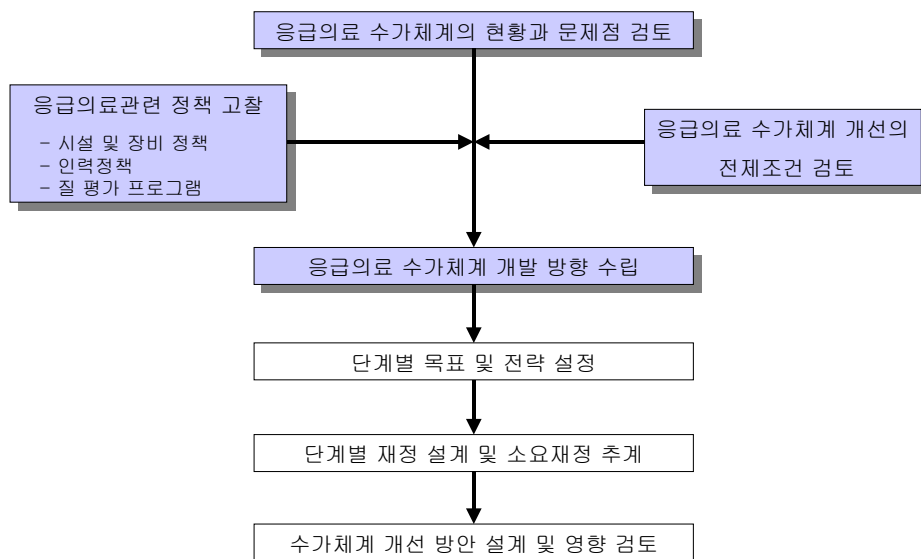 응급의료 수가체계의 현황과 문제점 검토
응급의료관련 정책 고찰
– 시설 및 장비 정책
– 인력정책
– 질 평가 프로그램
응급의료 수가체계 개선의
전제조건 검토
응급의료 수가체계 개발 방향 수립
단계별 목표 및 전략 설정
단계별 재정 설계 및 소요재정 추계
수가체계 개선 방안 설계 및 영향 검토